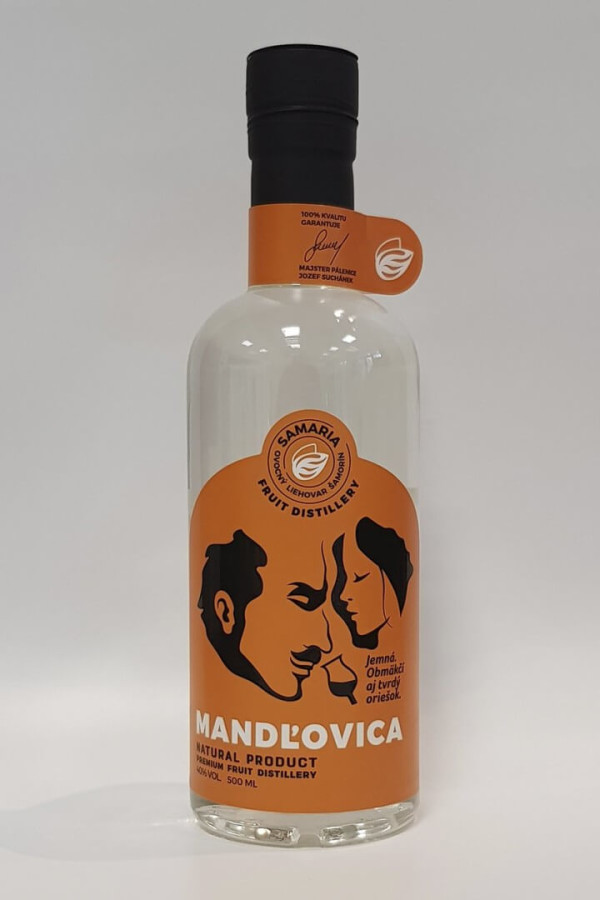 100% KVALITU
GARANTUJE
MAJSTER PÁLENICE
JOZEF SUCHÁNEK
SAMARIA
OVOCNÝ LIEHOVAR ŠAMORÍN
FRUIT DISTILLERY
Jemná.
Obmäkčí
aj tvrdý
oriešok.
MANDĽOVICA
NATURAL PRODUCT
PREMIUM FRUIT DISTILLERY
40% VOL. 500 ML